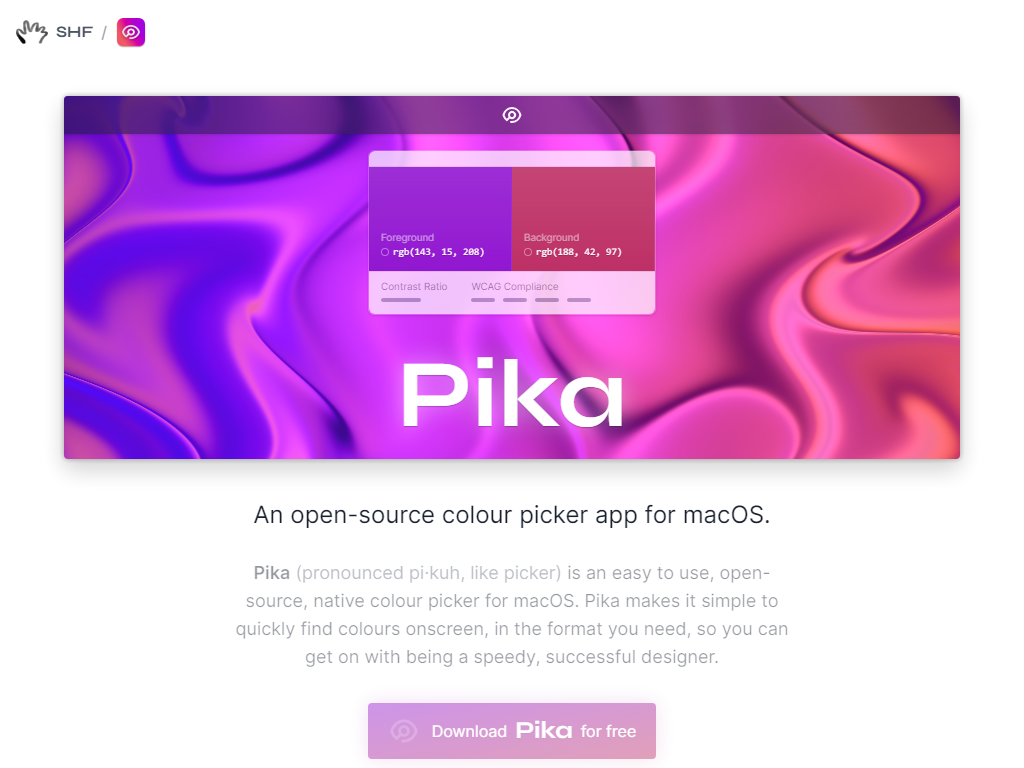 SHF /
Foreground
rgb(143, 15, 208)
Background
rgb(188, 42, 97)
Contrast Ratio
WCAG Compliance
Pika
An open-source colour picker app for macOS.
Pika (pronounced pi·kuh, like picker) is an easy to use, open-
source, native colour picker for macOS. Pika makes it simple to
quickly find colours onscreen, in the format you need, so you can
get on with being a speedy, successful designer.
Download Pika for free